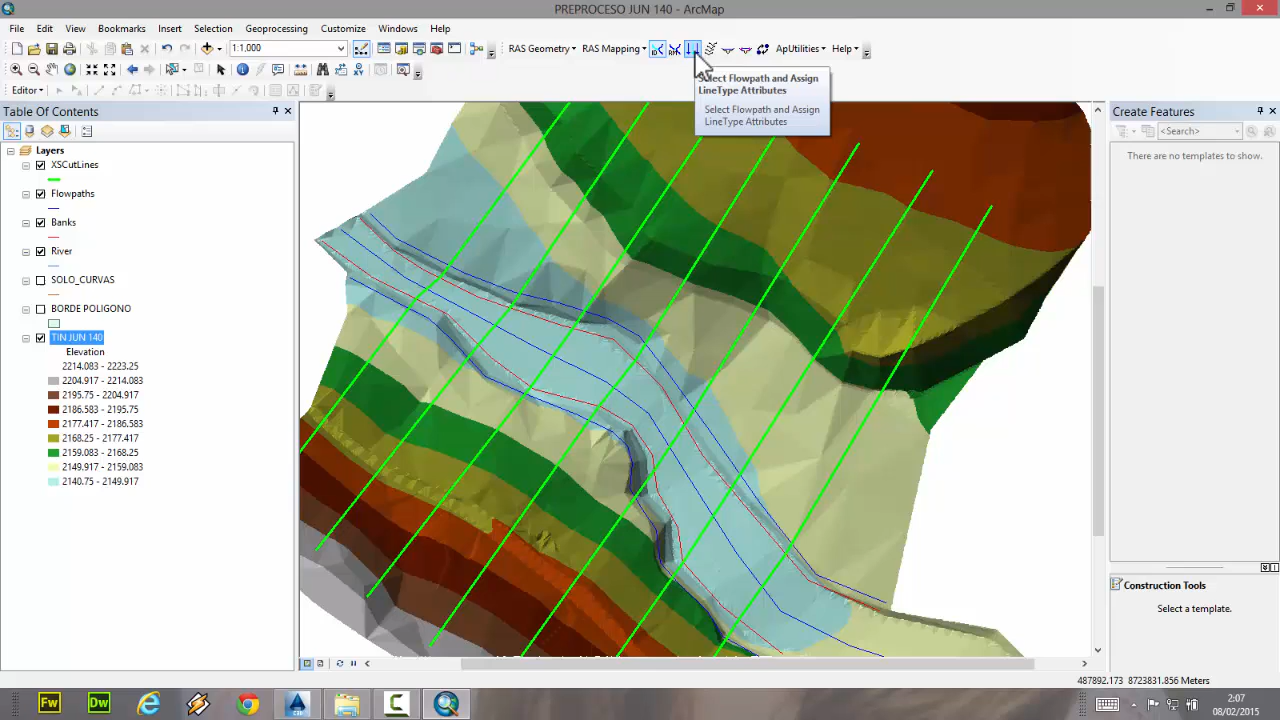 PREPROCESO JUN 140 - ArcMap
File Edit View Bookmarks Insert Selection Geoprocessing Customize Windows Help
1:1,000
RAS Geometry RAS Mapping ApUtilities Help
Editor
Select Flowpath and Assign
LineType Attributes
Select Flowpath and Assign
LineType Attributes
Table Of Contents
Layers
XSCutLines
Flowpaths
Banks
River
SOLO_CURVAS
BORDE POLIGONO
TIN JUN 140
Elevation
2214.083 - 2223.25
2204.917 - 2214.083
2195.75 - 2204.917
2186.583 - 2195.75
2177.417 - 2186.583
2168.25 - 2177.417
2159.083 - 2168.25
2149.917 - 2159.083
2140.75 - 2149.917
Create Features
<Search>
There are no templates to show.
Construction Tools
Select a template.
487892.173 8723831.856 Meters
Fw
Dw
2:07
08/02/2015